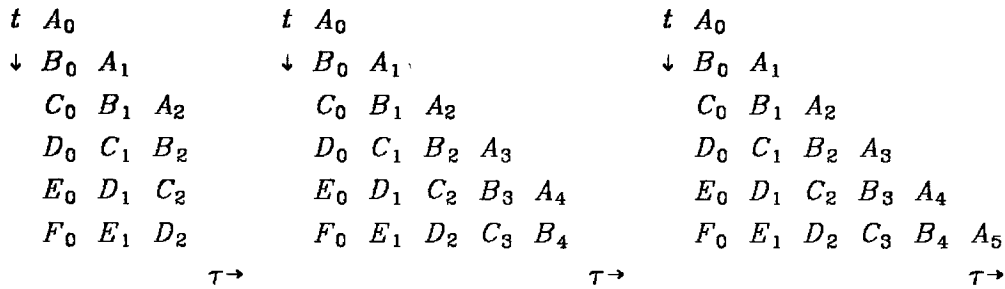 t A₀ t A₀ t A₀
↓ B₀ A₁ ↓ B₀ A₁ ↓ B₀ A₁
C₀ B₁ A₂ C₀ B₁ A₂ C₀ B₁ A₂
D₀ C₁ B₂ D₀ C₁ B₂ A₃ D₀ C₁ B₂ A₃
E₀ D₁ C₂ E₀ D₁ C₂ B₃ A₄ E₀ D₁ C₂ B₃ A₄
F₀ E₁ D₂ F₀ E₁ D₂ C₃ B₄ F₀ E₁ D₂ C₃ B₄ A₅
τ→ τ→ τ→